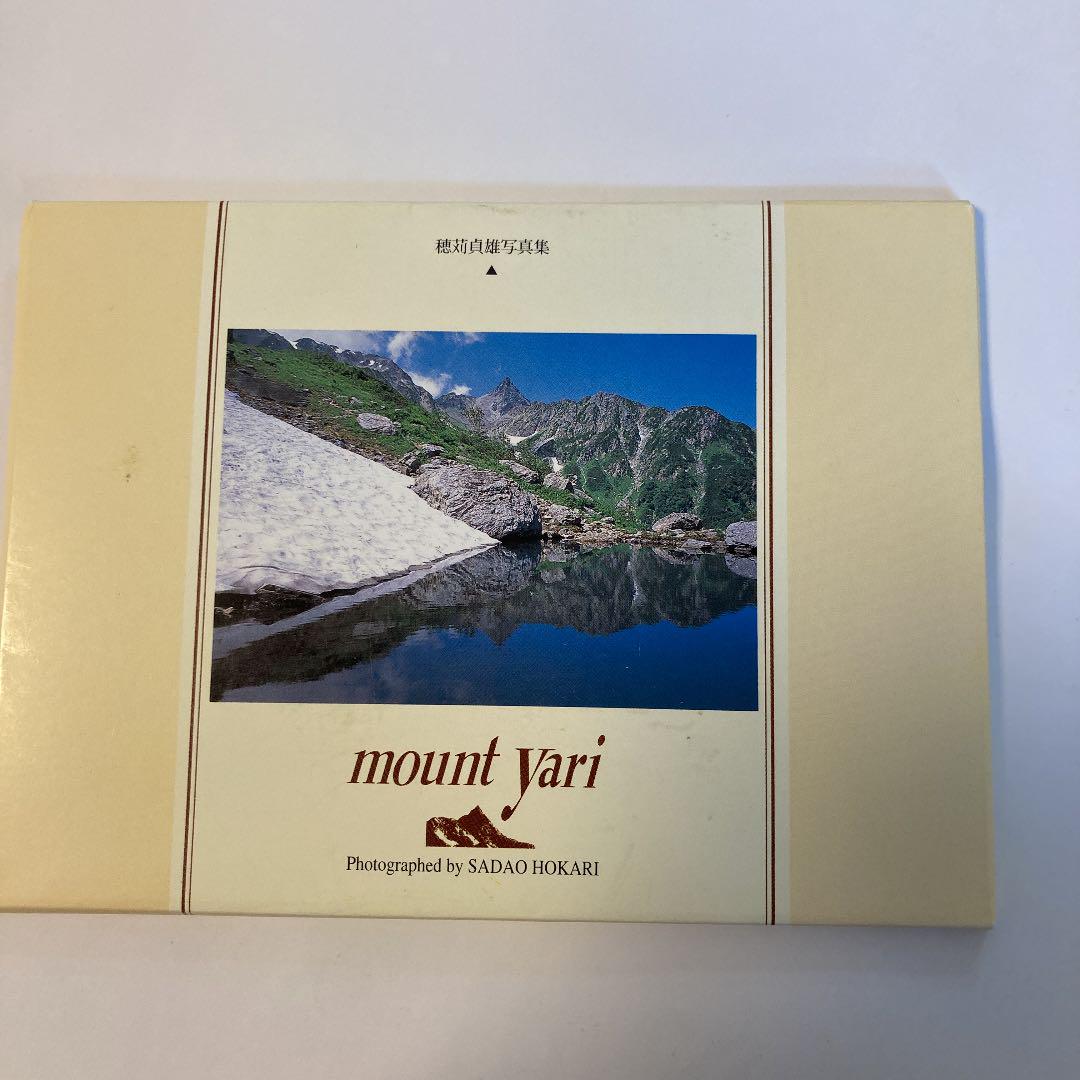 穂苅貞雄写真集
mount yari
Photographed by SADAO HOKARI